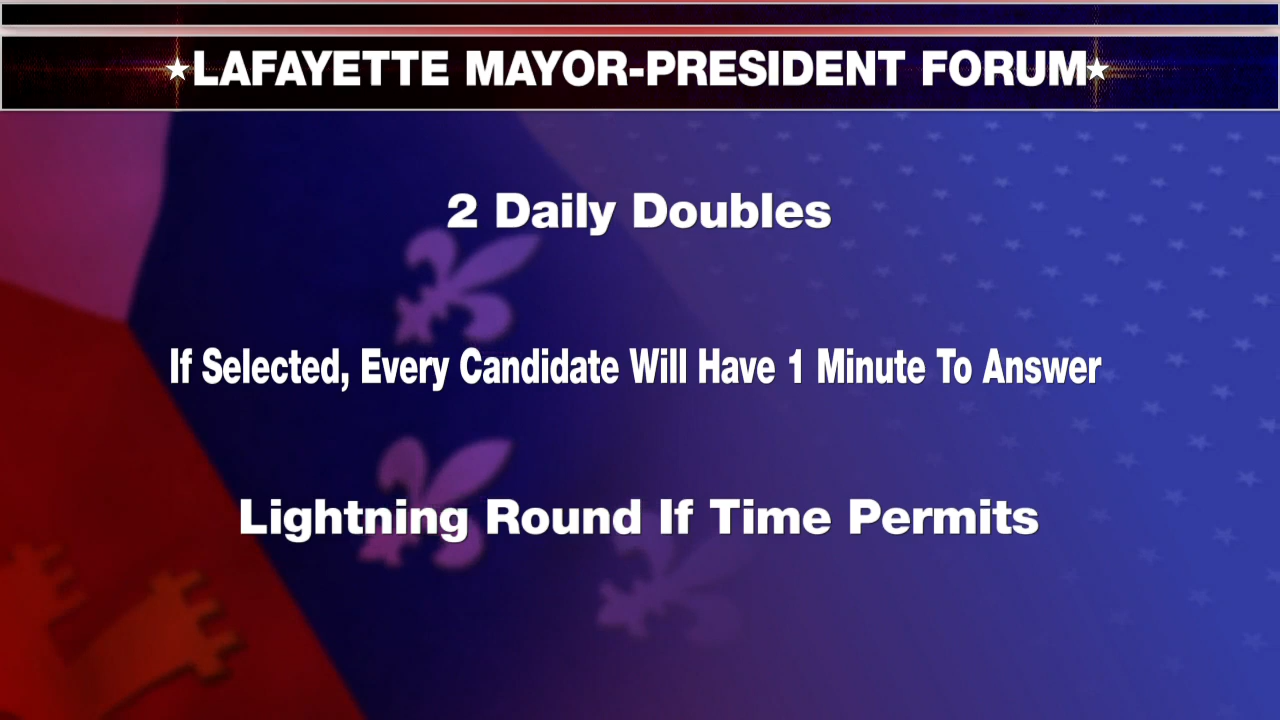 ★LAFAYETTE MAYOR-PRESIDENT FORUM★
2 Daily Doubles
If Selected, Every Candidate Will Have 1 Minute To Answer
Lightning Round If Time Permits